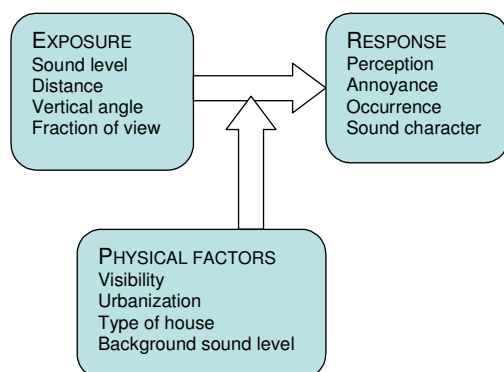 EXPOSURE
Sound level
Distance
Vertical angle
Fraction of view
RESPONSE
Perception
Annoyance
Occurrence
Sound character
PHYSICAL FACTORS
Visibility
Urbanization
Type of house
Background sound level